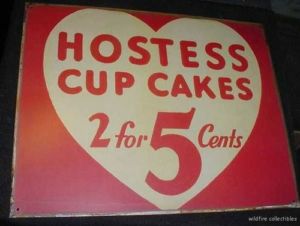 HOSTESS
CUP CAKES
2 for 5 Cents
wildfire collectibles